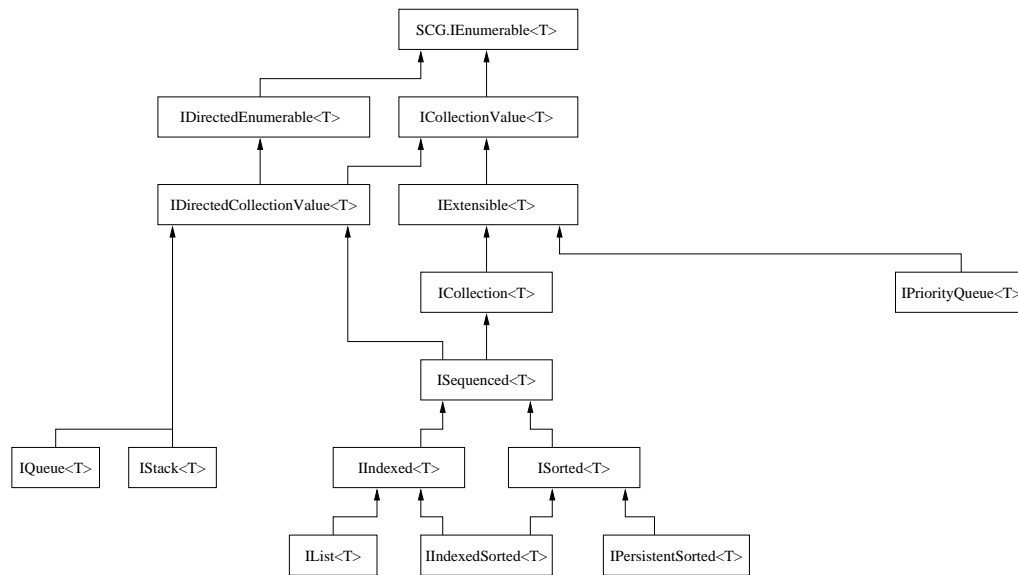 SCG.IEnumerable<T>
IDirectedEnumerable<T>
ICollectionValue<T>
IDirectedCollectionValue<T>
IExtensible<T>
ICollection<T>
IPriorityQueue<T>
ISequenced<T>
IQueue<T>
IStack<T>
IIndexed<T>
ISorted<T>
IList<T>
IIndexedSorted<T>
IPersistentSorted<T>